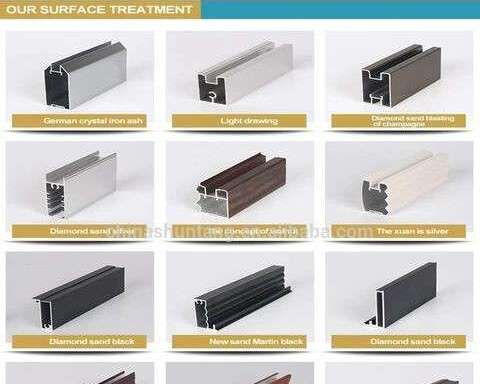 OUR SURFACE TREATMENT
German crystal iron ash
Light drawing
Diamond sand blasting
of champagne
Diamond sand silver
The concept of walnut
The xuan is silver
Diamond sand black
New sand Martin black
Diamond sand black